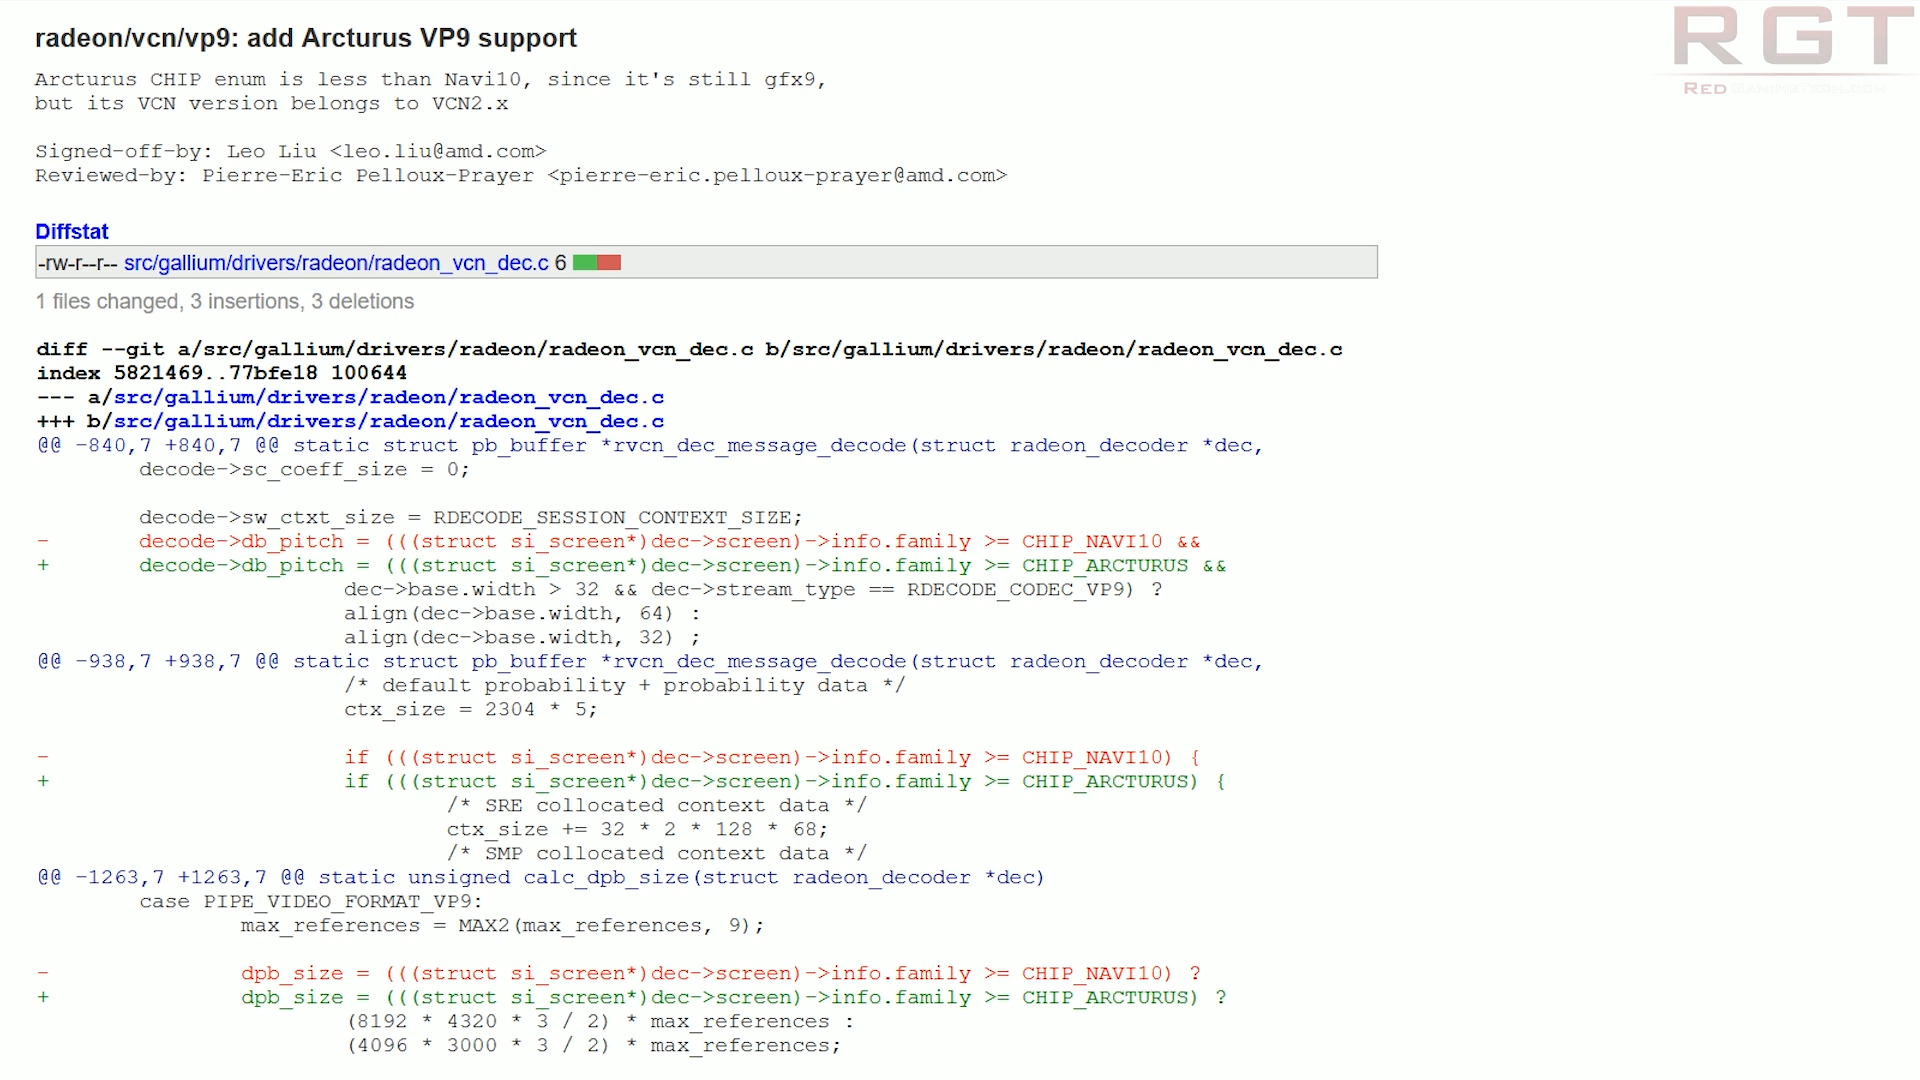 RGT
RED
radeon/vcn/vp9: add Arcturus VP9 support
Arcturus CHIP enum is less than Navi10, since it's still gfx9,
but its VCN version belongs to VCN2.x
Signed-off-by: Leo Liu <leo.liu@amd.com>
Reviewed-by: Pierre-Eric Pelloux-Prayer <pierre-eric.pelloux-prayer@amd.com>
Diffstat
-rw-r--r-- src/gallium/drivers/radeon/radeon_vcn_dec.c 6
1 files changed, 3 insertions, 3 deletions
diff --git a/src/gallium/drivers/radeon/radeon_vcn_dec.c b/src/gallium/drivers/radeon/radeon_vcn_dec.c
index 5821469..77bfe18 100644
--- a/src/gallium/drivers/radeon/radeon_vcn_dec.c
+++ b/src/gallium/drivers/radeon/radeon_vcn_dec.c
@@ -840,7 +840,7 @@ static struct pb_buffer *rvcn_dec_message_decode(struct radeon_decoder *dec,
decode->sc_coeff_size = 0;
decode->sw_ctxt_size = RDECODE_SESSION_CONTEXT_SIZE;
- decode->db_pitch = (((struct si_screen*)dec->screen)->info.family >= CHIP_NAVI10 &&
+ decode->db_pitch = (((struct si_screen*)dec->screen)->info.family >= CHIP_ARCTURUS &&
dec->base.width > 32 && dec->stream_type == RDECODE_CODEC_VP9) ?
align(dec->base.width, 64) :
align(dec->base.width, 32) ;
@@ -938,7 +938,7 @@ static struct pb_buffer *rvcn_dec_message_decode(struct radeon_decoder *dec,
/* default probability + probability data */
ctx_size = 2304 * 5;
- if (((struct si_screen*)dec->screen)->info.family >= CHIP_NAVI10) {
+ if (((struct si_screen*)dec->screen)->info.family >= CHIP_ARCTURUS) {
/* SRE collocated context data */
ctx_size += 32 * 2 * 128 * 68;
/* SMP collocated context data */
@@ -1263,7 +1263,7 @@ static unsigned calc_dpb_size(struct radeon_decoder *dec)
case PIPE_VIDEO_FORMAT_VP9:
max_references = MAX2(max_references, 9);
- dpb_size = (((struct si_screen*)dec->screen)->info.family >= CHIP_NAVI10) ?
+ dpb_size = (((struct si_screen*)dec->screen)->info.family >= CHIP_ARCTURUS) ?
(8192 * 4320 * 3 / 2) * max_references :
(4096 * 3000 * 3 / 2) * max_references;